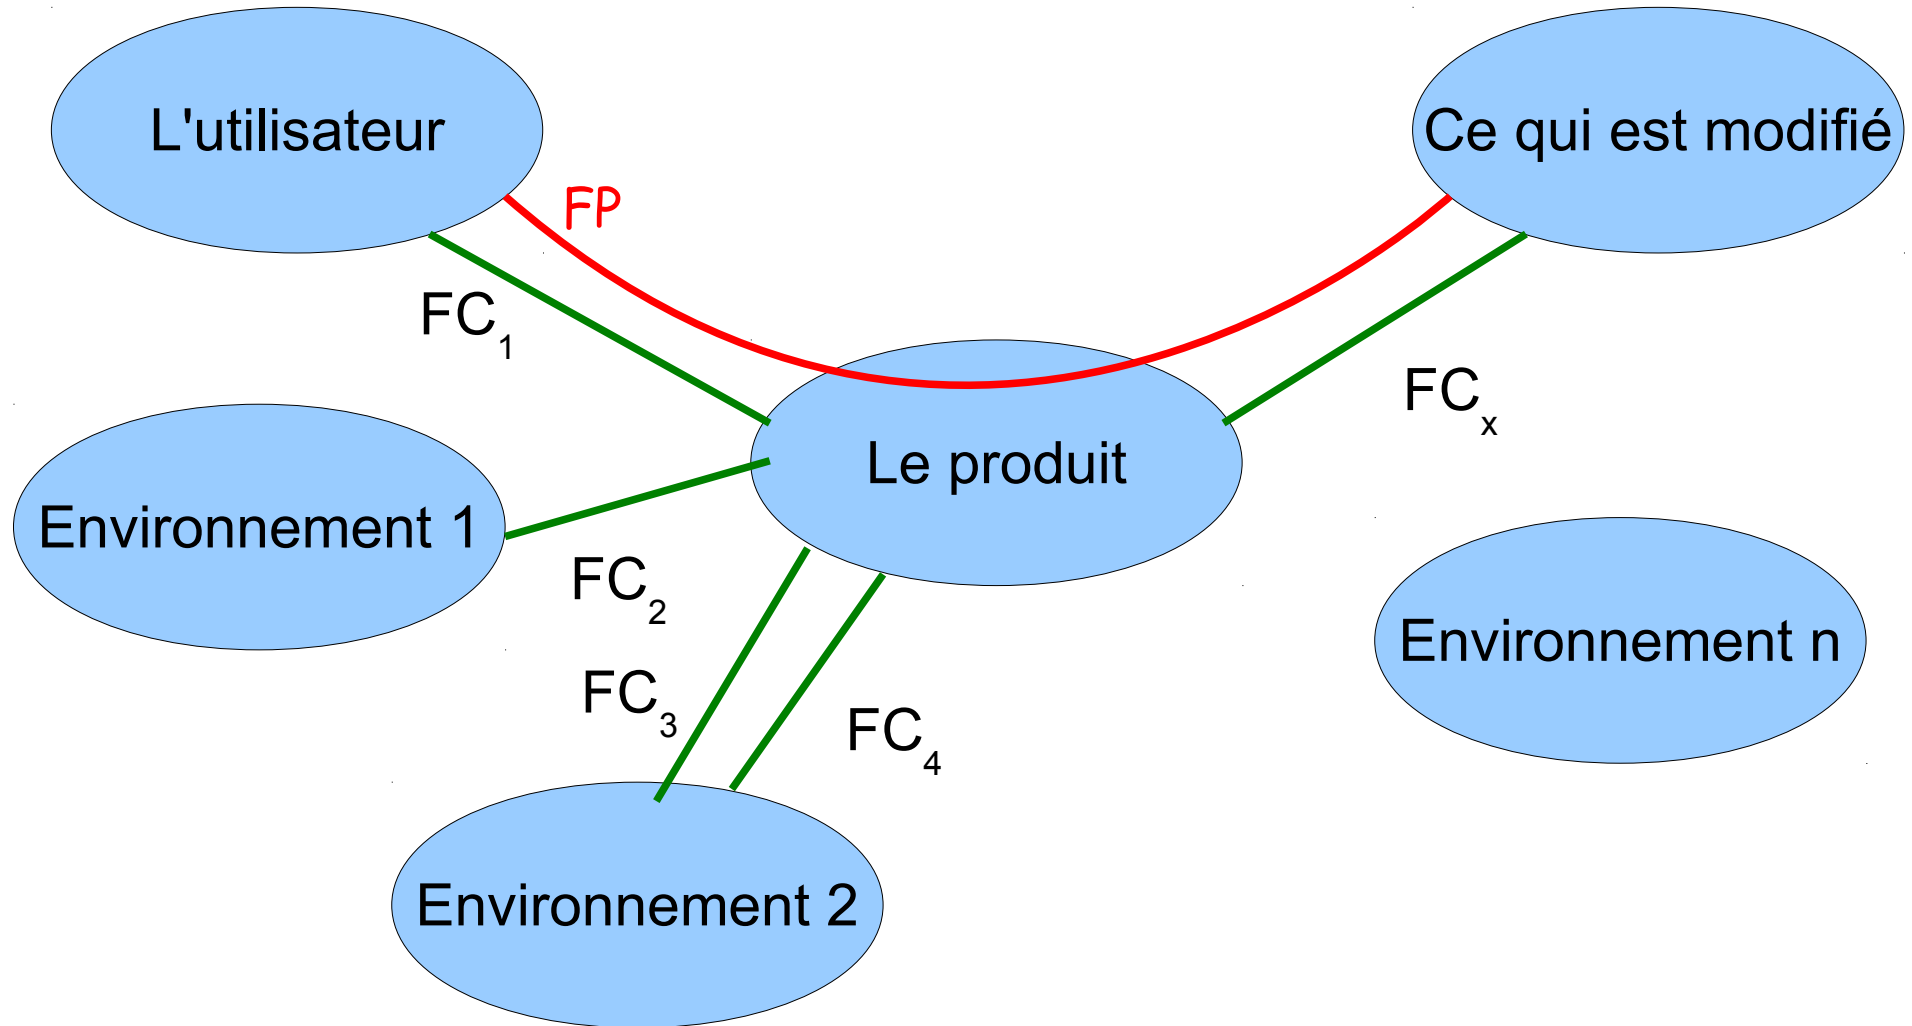 L'utilisateur
Ce qui est modifié
FP
FC1
FCx
Le produit
Environnement 1
FC2
Environnement n
FC3
FC4
Environnement 2